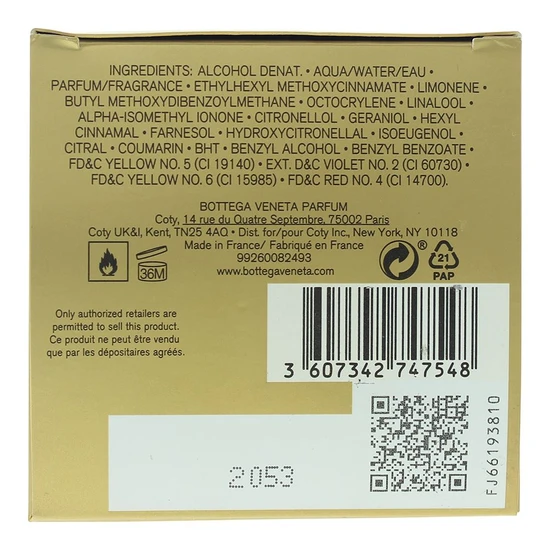 INGREDIENTS: ALCOHOL DENAT. • AQUA/WATER/EAU •
PARFUM/FRAGRANCE • ETHYLHEXYL METHOXYCINNAMATE • LIMONENE •
BUTYL METHOXYDIBENZOYLMETHANE • OCTOCRYLENE • LINALOOL •
ALPHA-ISOMETHYL IONONE • CITRONELLOL • GERANIOL • HEXYL
CINNAMAL • FARNESOL • HYDROXYCITRONELLAL • ISOEUGENOL •
CITRAL • COUMARIN • BHT • BENZYL ALCOHOL • BENZYL BENZOATE •
FD&C YELLOW NO. 5 (CI 19140) • EXT. D&C VIOLET NO. 2 (CI 60730) •
FD&C YELLOW NO. 6 (CI 15985) • FD&C RED NO. 4 (CI 14700).
BOTTEGA VENETA PARFUM
Coty, 14 rue du Quatre Septembre, 75002 Paris
Coty UK&I, Kent, TN25 4AQ • Dist. for/pour Coty Inc., New York, NY 10118
Made in France/ Fabriqué en France
99260082493
www.bottegaveneta.com
36M
21
PAP
Only authorized retailers are
permitted to sell this product.
Ce produit ne peut être vendu
que par les dépositaires agréés.
3 607342 747548
FJ66193810
2053